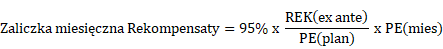 Zaliczka miesięczna Rekompensaty = 95% x REK(ex ante)/PE(plan) x PE(mies)